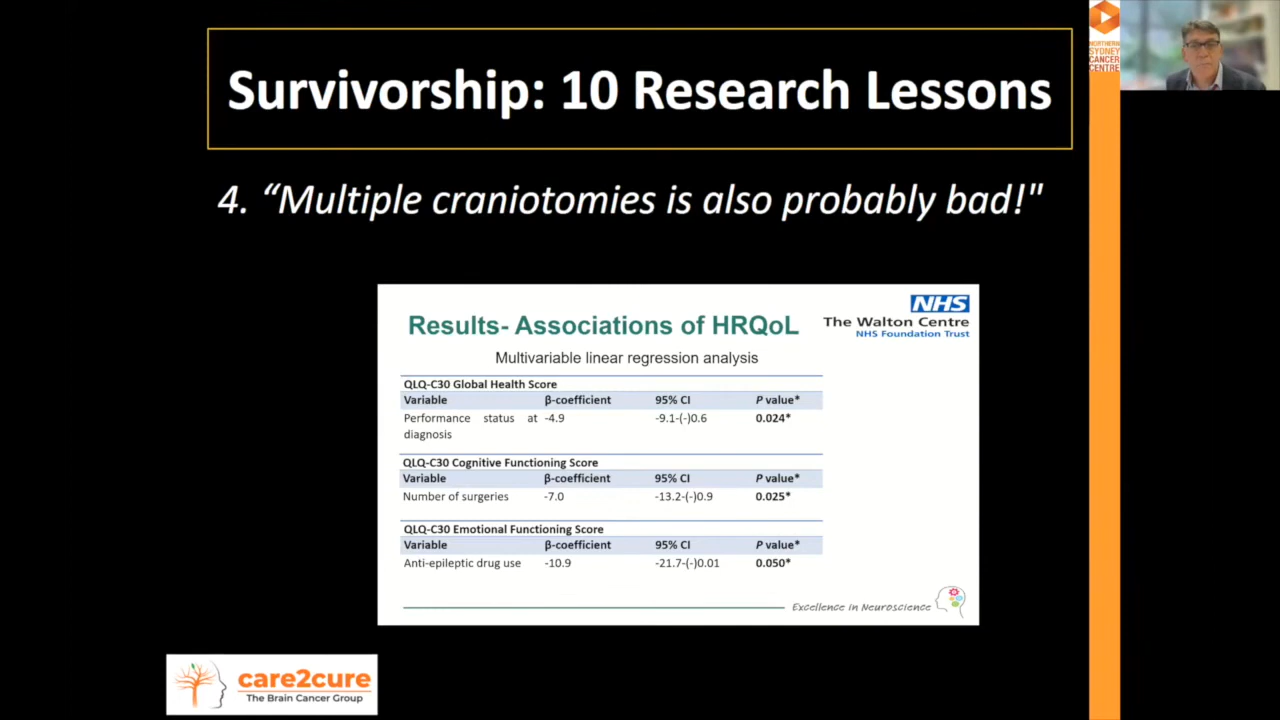 Survivorship: 10 Research Lessons
NORTHERN
SYDNEY
CANCER
CENTRE
4. “Multiple craniotomies is also probably bad!"
NHS
The Walton Centre
NHS Foundation Trust
Results- Associations of HRQoL
Multivariable linear regression analysis
QLQ-C30 Global Health Score
Variable β-coefficient 95% CI P value*
Performance status at -4.9 -9.1-(-)0.6 0.024*
diagnosis
QLQ-C30 Cognitive Functioning Score
Variable β-coefficient 95% CI P value*
Number of surgeries -7.0 -13.2-(-)0.9 0.025*
QLQ-C30 Emotional Functioning Score
Variable β-coefficient 95% CI P value*
Anti-epileptic drug use -10.9 -21.7-(-)0.01 0.050*
Excellence in Neuroscience
care2cure
The Brain Cancer Group